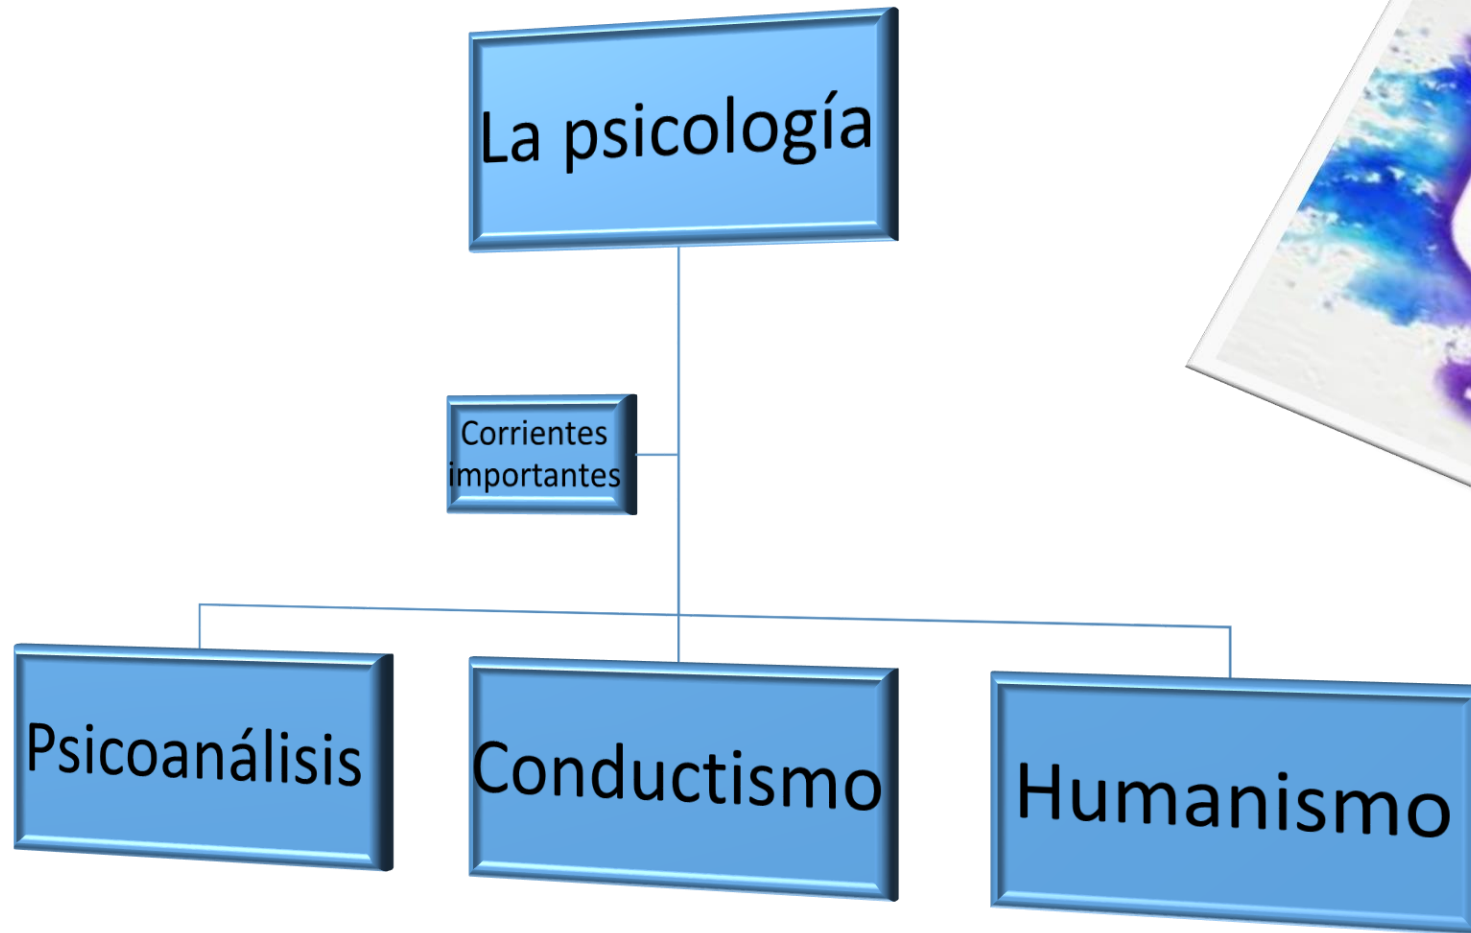 La psicología
Corrientes
importantes
Psicoanálisis
Conductismo
Humanismo